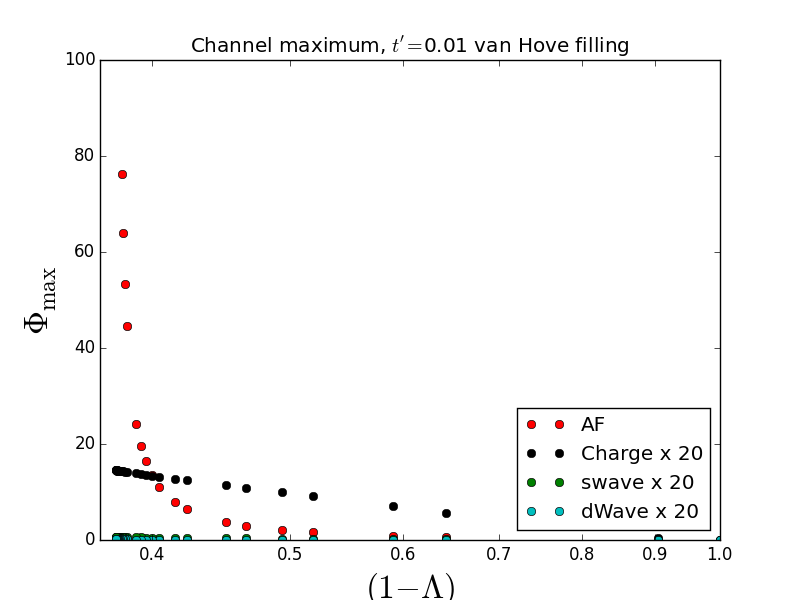 Channel maximum, t′=0.01 van Hove filling
100
80
60
40
20
0
Φmax
0.4 0.5 0.6 0.7 0.8 0.9 1.0
(1−Λ)
AF
Charge x 20
swave x 20
dWave x 20